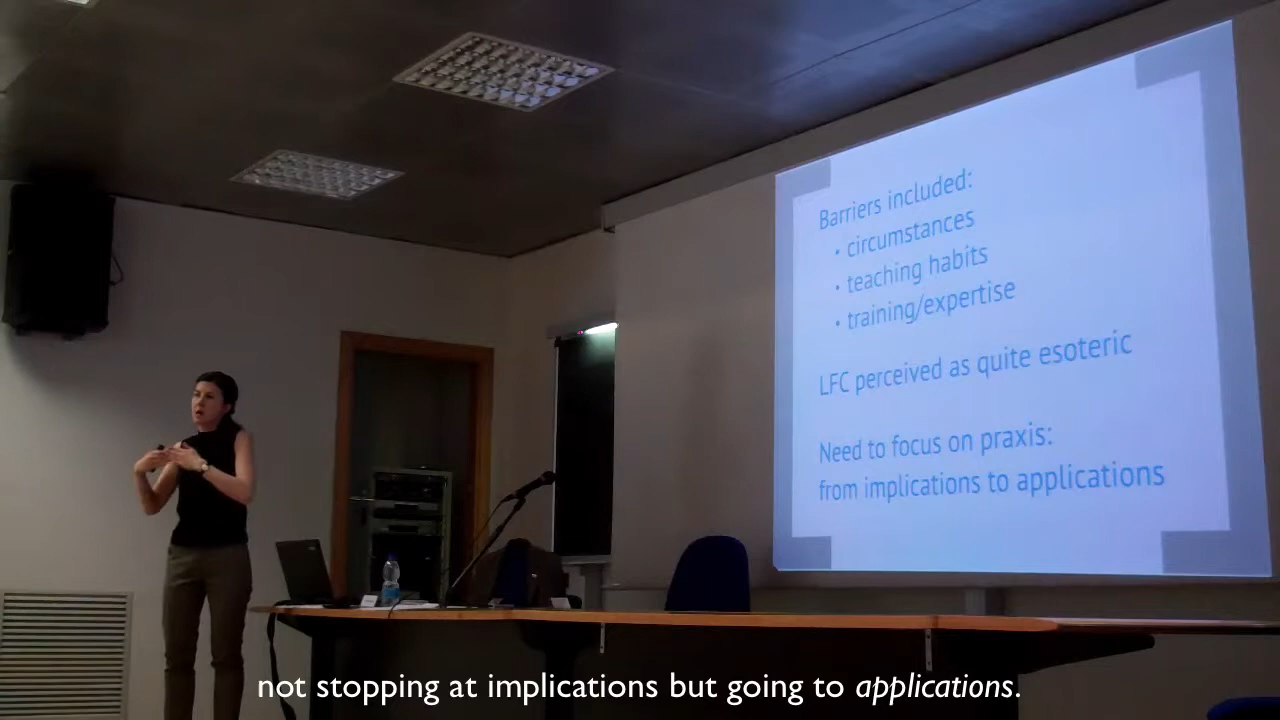 Barriers included:
• circumstances
• teaching habits
• training/expertise
LFC perceived as quite esoteric
Need to focus on praxis:
from implications to applications
not stopping at implications but going to applications.